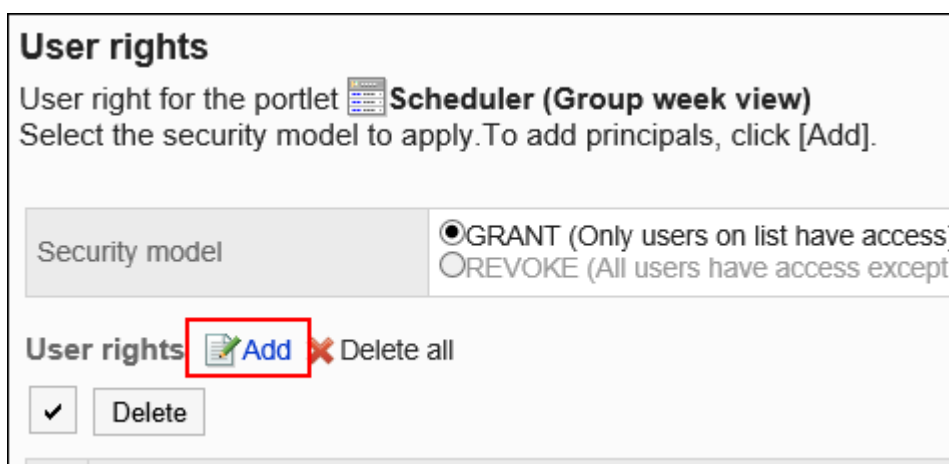 User rights
User right for the portlet Scheduler (Group week view)
Select the security model to apply.To add principals, click [Add].
Security model
GRANT (Only users on list have access)
REVOKE (All users have access except
User rights Add Delete all
Delete